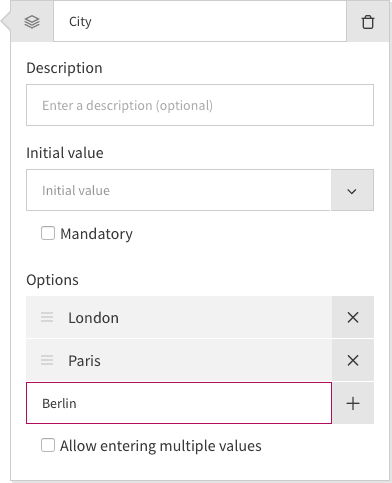 City
Description
Enter a description (optional)
Initial value
Initial value
Mandatory
Options
London
Paris
Berlin
Allow entering multiple values